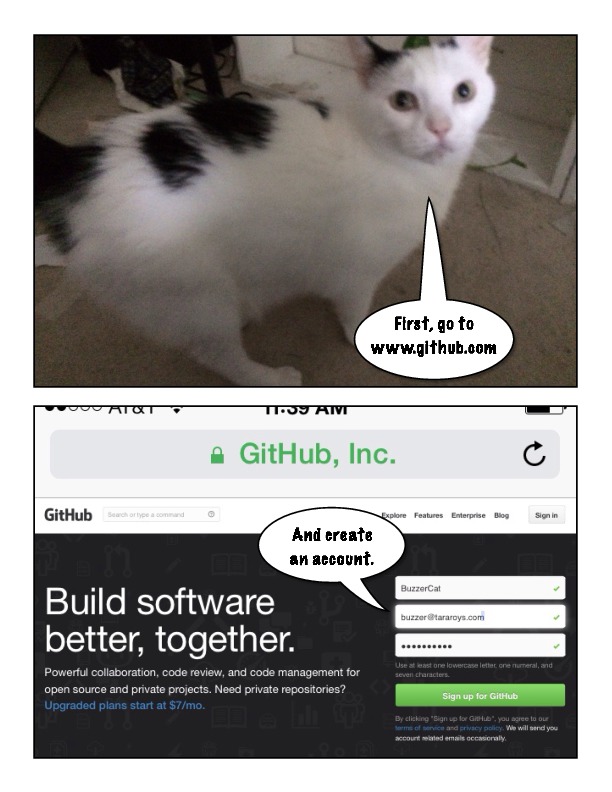 First, go to
www.github.com
AT&T 11:39 AM
GitHub, Inc.
GitHub Search or type a command Explore Features Enterprise Blog Sign in
And create
an account.
Build software
better, together.
Powerful collaboration, code review, and code management for
open source and private projects. Need private repositories?
Upgraded plans start at $7/mo.
BuzzerCat
buzzer@tararoys.com
Use at least one lowercase letter, one numeral, and
seven characters.
Sign up for GitHub
By clicking "Sign up for GitHub", you agree to our
terms of service and privacy policy. We will send you
account related emails occasionally.